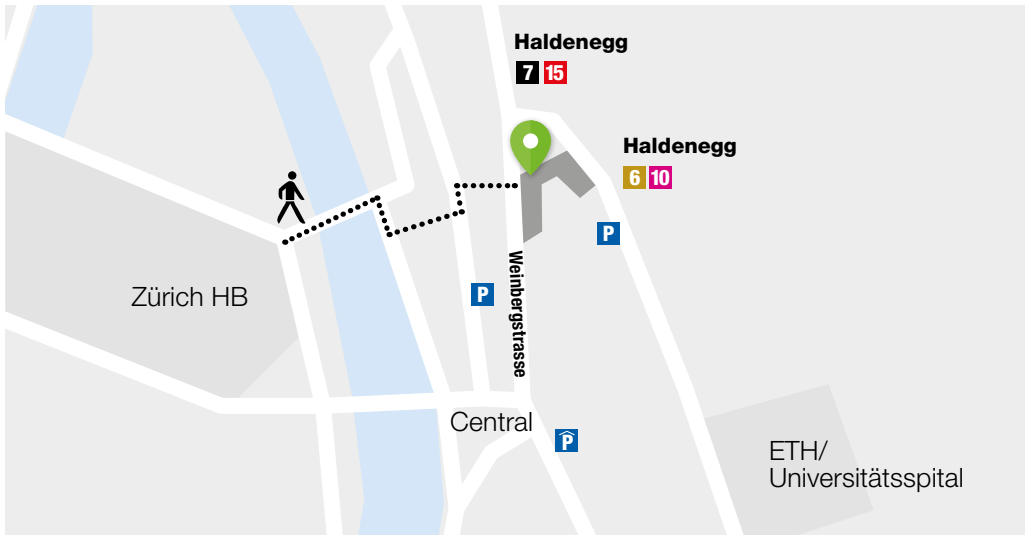 Haldenegg
7 15
Haldenegg
6 10
P
Zürich HB
P
Weinbergstrasse
Central
P
ETH/
Universitätsspital